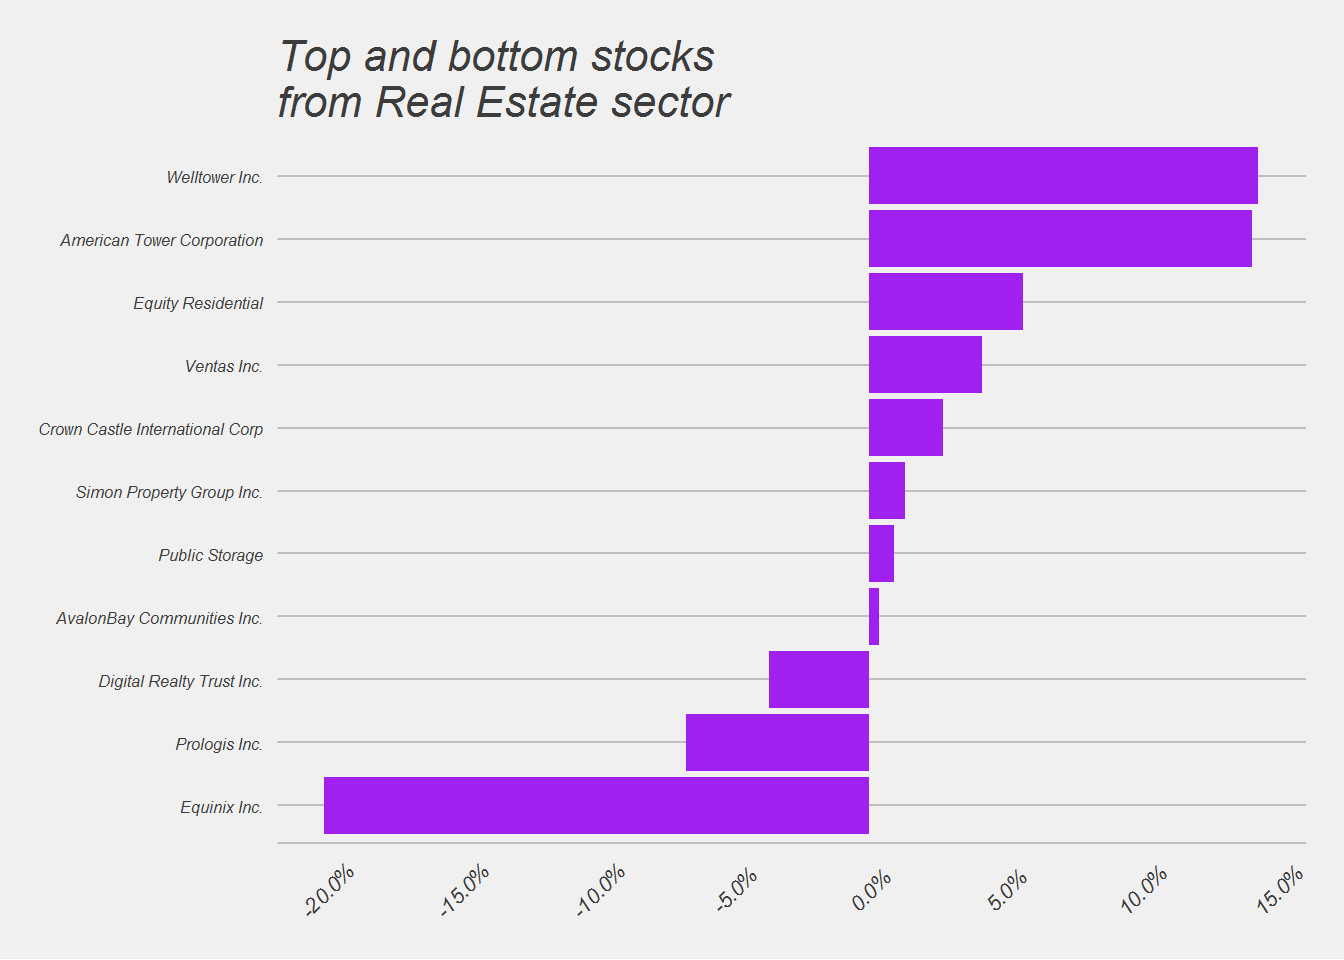 Top and bottom stocks
from Real Estate sector
Welltower Inc.
American Tower Corporation
Equity Residential
Ventas Inc.
Crown Castle International Corp
Simon Property Group Inc.
Public Storage
AvalonBay Communities Inc.
Digital Realty Trust Inc.
Prologis Inc.
Equinix Inc.
-20.0%
-15.0%
-10.0%
-5.0%
0.0%
5.0%
10.0%
15.0%